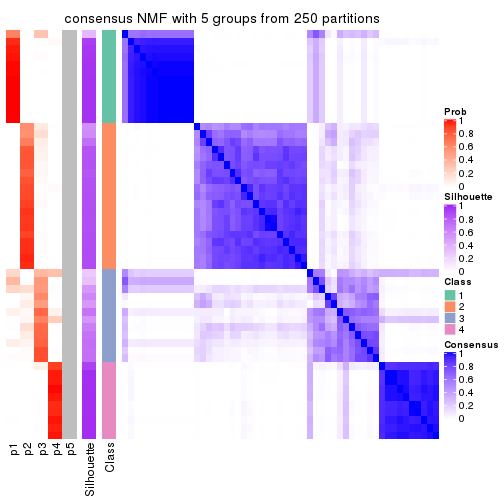 consensus NMF with 5 groups from 250 partitions
Prob
1
0.8
0.6
0.4
0.2
0
Silhouette
1
0.8
0.6
0.4
0.2
0
Class
1
2
3
4
Consensus
1
0.8
0.6
0.4
0.2
0
p1
p2
p3
p4
p5
Silhouette
Class